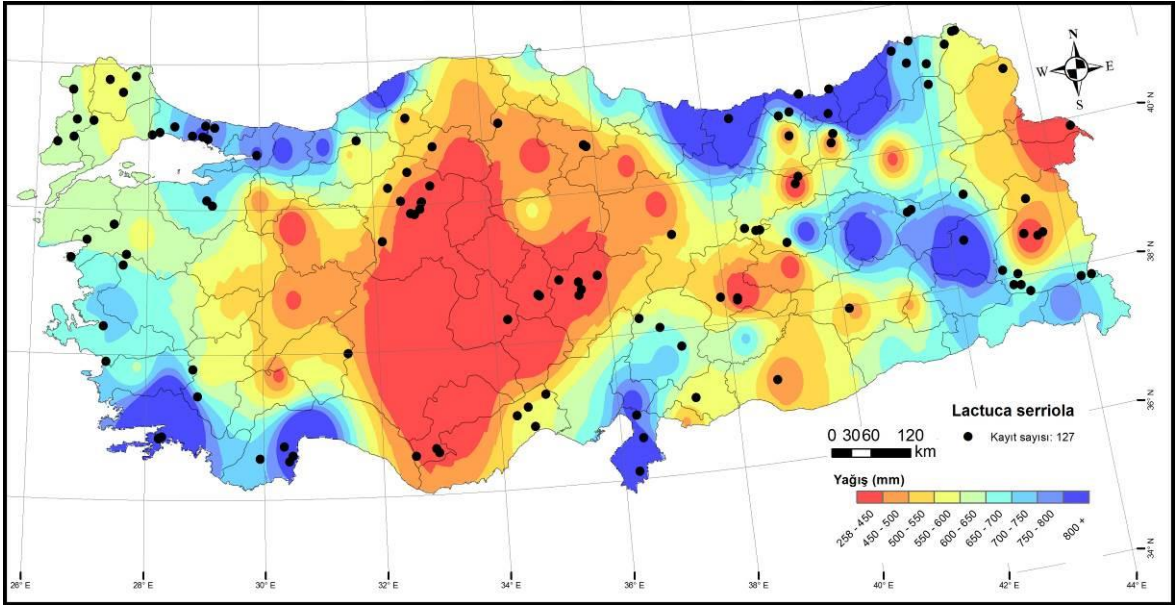 N
W E
S
40° N
38° N
36° N
34° N
Lactuca serriola
Kayıt sayısı: 127
0 30 60 120
km
Yağış (mm)
258 - 450
450 - 500
500 - 550
550 - 600
600 - 650
650 - 700
700 - 750
750 - 800
800 +
26° E 28° E 30° E 32° E 34° E 36° E 38° E 40° E 42° E 44° E